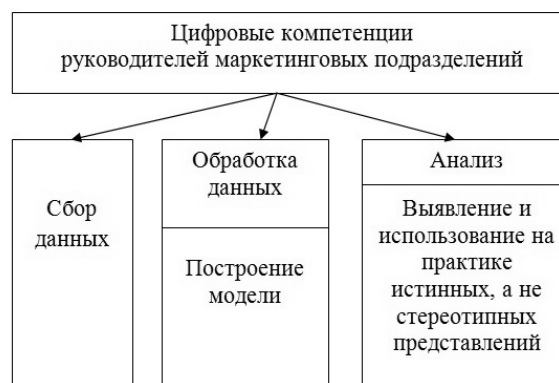 Цифровые компетенции
руководителей маркетинговых подразделений
Сбор
данных
Обработка
данных
Построение
модели
Анализ
Выявление и
использование на
практике
истинных, а не
стереотипных
представлений